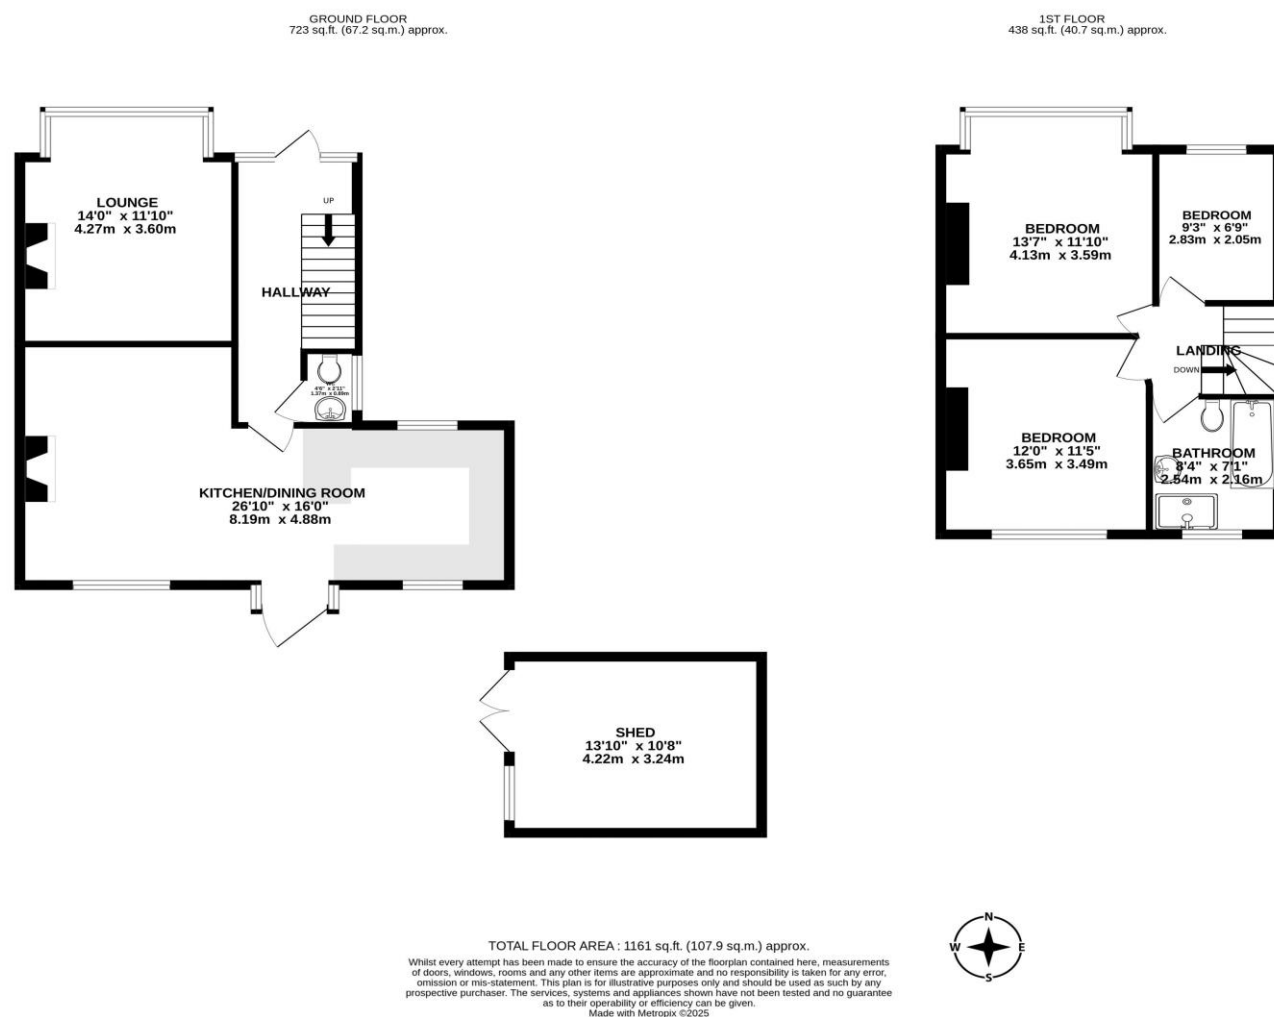 GROUND FLOOR
723 sq.ft. (67.2 sq.m.) approx.
1ST FLOOR
438 sq.ft. (40.7 sq.m.) approx.
LOUNGE
14'0" x 11'10"
4.27m x 3.60m
UP
HALLWAY
WC
4'6" x 2'11"
1.37m x 0.88m
KITCHEN/DINING ROOM
26'10" x 16'0"
8.19m x 4.88m
BEDROOM
13'7" x 11'10"
4.13m x 3.59m
BEDROOM
9'3" x 6'9"
2.83m x 2.05m
LANDING
DOWN
BEDROOM
12'0" x 11'5"
3.65m x 3.49m
BATHROOM
8'4" x 7'1"
2.54m x 2.16m
SHED
13'10" x 10'8"
4.22m x 3.24m
N
W
E
S
TOTAL FLOOR AREA : 1161 sq.ft. (107.9 sq.m.) approx.
Whilst every attempt has been made to ensure the accuracy of the floorplan contained here, measurements
of doors, windows, rooms and any other items are approximate and no responsibility is taken for any error,
omission or mis-statement. This plan is for illustrative purposes only and should be used as such by any
prospective purchaser. The services, systems and appliances shown have not been tested and no guarantee
as to their operability or efficiency can be given.
Made with Metropix ©2025